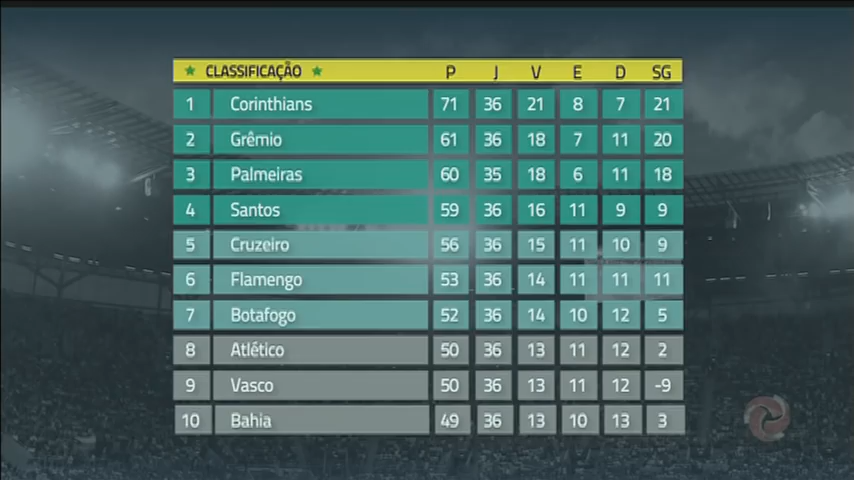 CLASSIFICAÇÃO P J V E D SG
1 Corinthians 71 36 21 8 7 21
2 Grêmio 61 36 18 7 11 20
3 Palmeiras 60 35 18 6 11 18
4 Santos 59 36 16 11 9 9
5 Cruzeiro 56 36 15 11 10 9
6 Flamengo 53 36 14 11 11 11
7 Botafogo 52 36 14 10 12 5
8 Atlético 50 36 13 11 12 2
9 Vasco 50 36 13 11 12 -9
10 Bahia 49 36 13 10 13 3